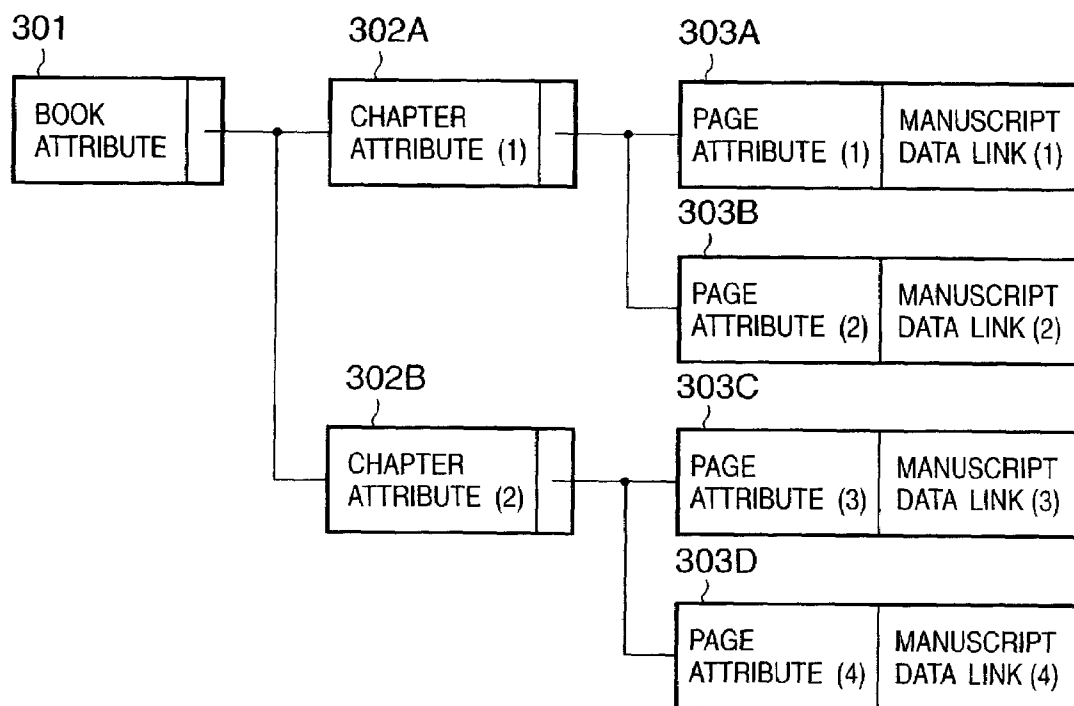 301
BOOK
ATTRIBUTE
302A
CHAPTER
ATTRIBUTE (1)
303A
PAGE
ATTRIBUTE (1)
MANUSCRIPT
DATA LINK (1)
303B
PAGE
ATTRIBUTE (2)
MANUSCRIPT
DATA LINK (2)
302B
CHAPTER
ATTRIBUTE (2)
303C
PAGE
ATTRIBUTE (3)
MANUSCRIPT
DATA LINK (3)
303D
PAGE
ATTRIBUTE (4)
MANUSCRIPT
DATA LINK (4)